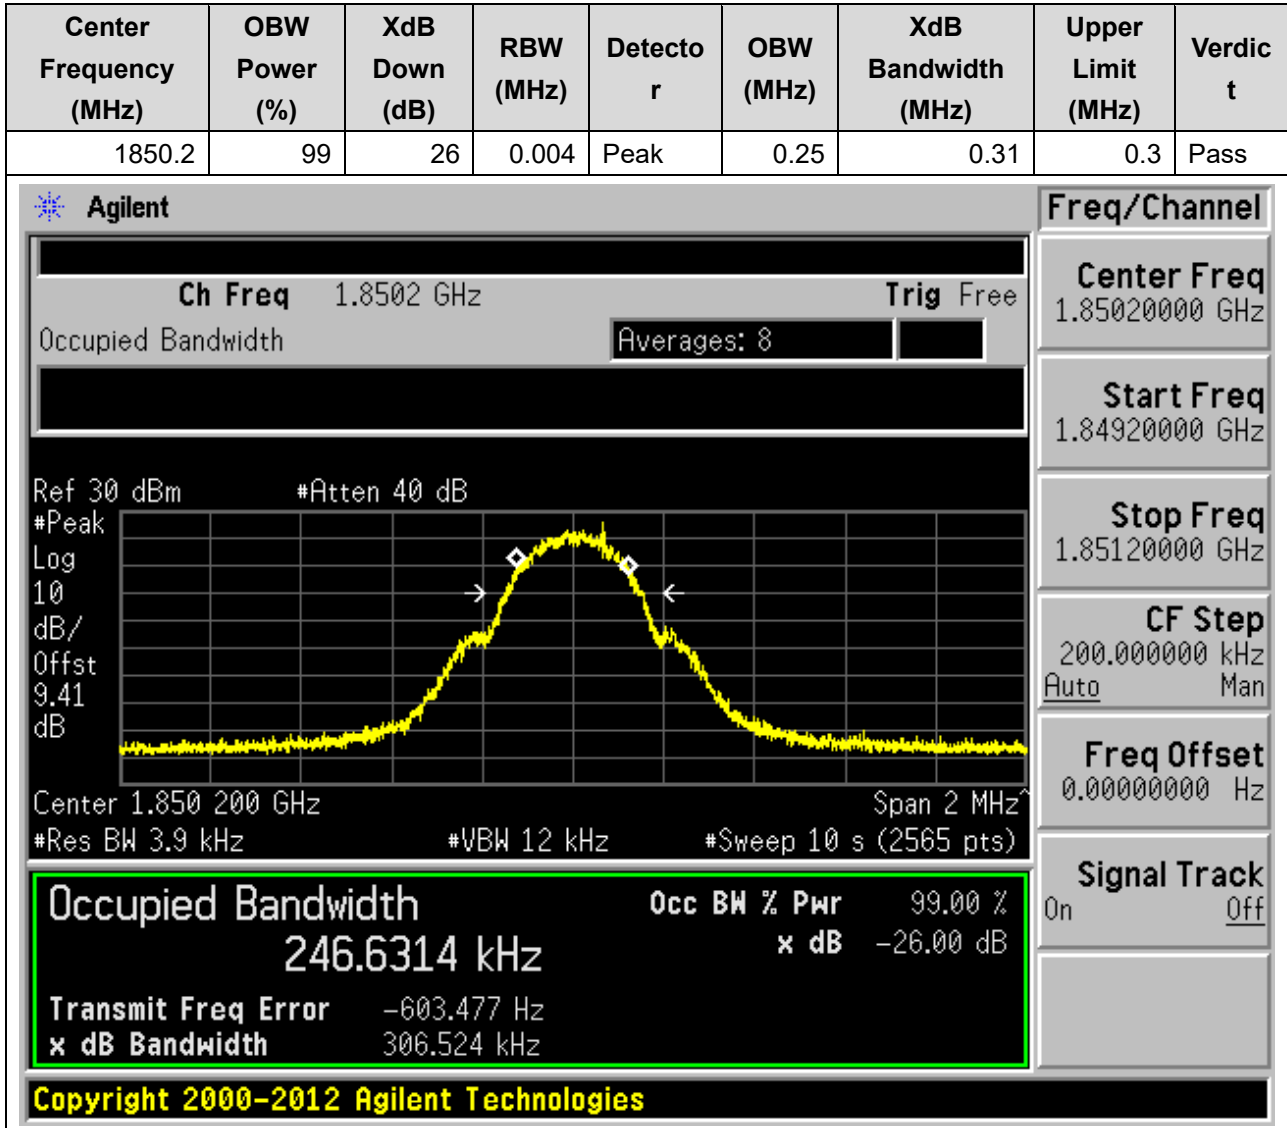 Center Frequency (MHz) OBW Power (%) XdB Down (dB) RBW (MHz) Detecto r OBW (MHz) XdB Bandwidth (MHz) Upper Limit (MHz) Verdic t
1850.2 99 26 0.004 Peak 0.25 0.31 0.3 Pass
Agilent
Freq/Channel
Ch Freq 1.8502 GHz Trig Free
Occupied Bandwidth Averages: 8
Center Freq
1.85020000 GHz
Start Freq
1.84920000 GHz
Stop Freq
1.85120000 GHz
CF Step
200.000000 kHz
Auto Man
Freq Offset
0.00000000 Hz
Signal Track
On Off
Ref 30 dBm #Atten 40 dB
#Peak
Log
10
dB/
Offst
9.41
dB
Center 1.850 200 GHz Span 2 MHz^
#Res BW 3.9 kHz #VBW 12 kHz #Sweep 10 s (2565 pts)
Occupied Bandwidth Occ BW % Pwr 99.00 %
246.6314 kHz x dB -26.00 dB
Transmit Freq Error -603.477 Hz
x dB Bandwidth 306.524 kHz
Copyright 2000-2012 Agilent Technologies